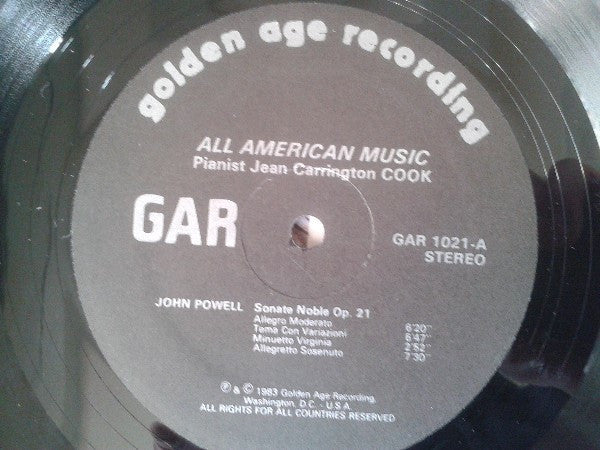 golden age recording
ALL AMERICAN MUSIC
Pianist Jean Carrington COOK
GAR
GAR 1021-A
STEREO
JOHN POWELL Sonate Noble Op. 21
Allegro Moderato 6'20"
Tema Con Variazioni 6'47"
Minuetto Virginia 2'52"
Allegretto Sosenuto 7'30"
℗ & © 1983 Golden Age Recording,
Washington, D.C. - U.S.A.
ALL RIGHTS FOR ALL COUNTRIES RESERVED